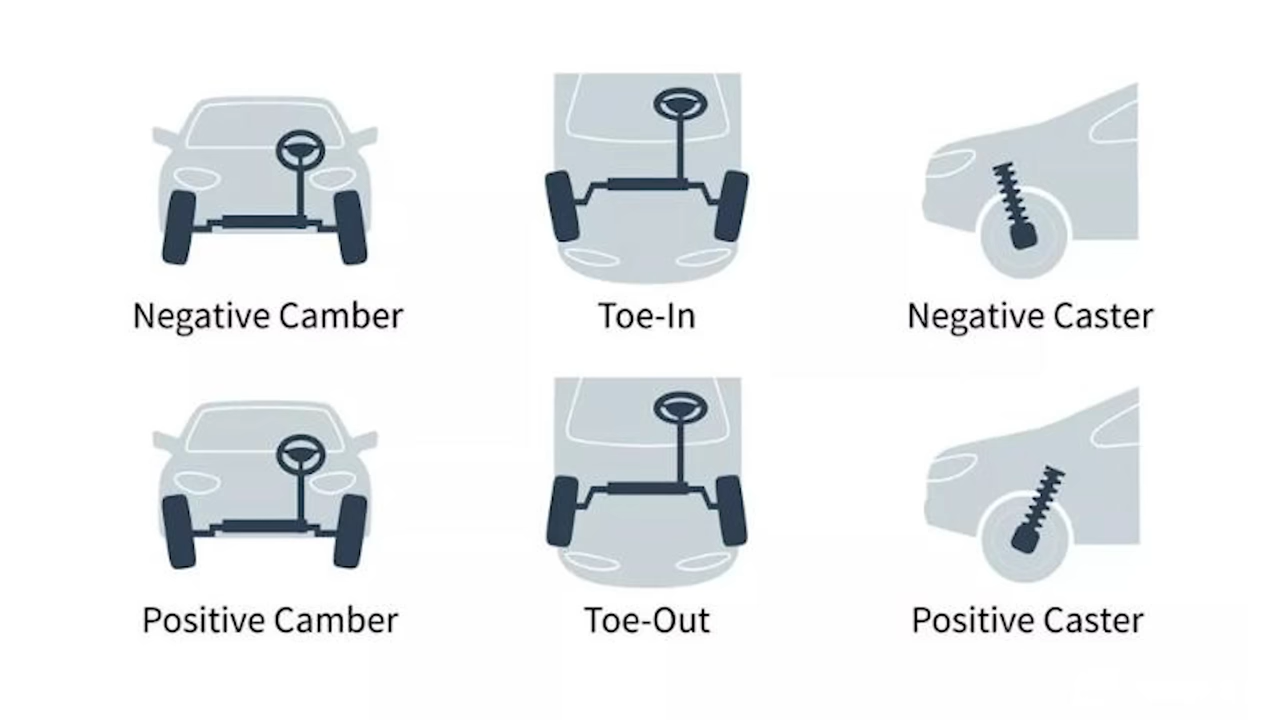 Negative Camber
Toe-In
Negative Caster
Positive Camber
Toe-Out
Positive Caster